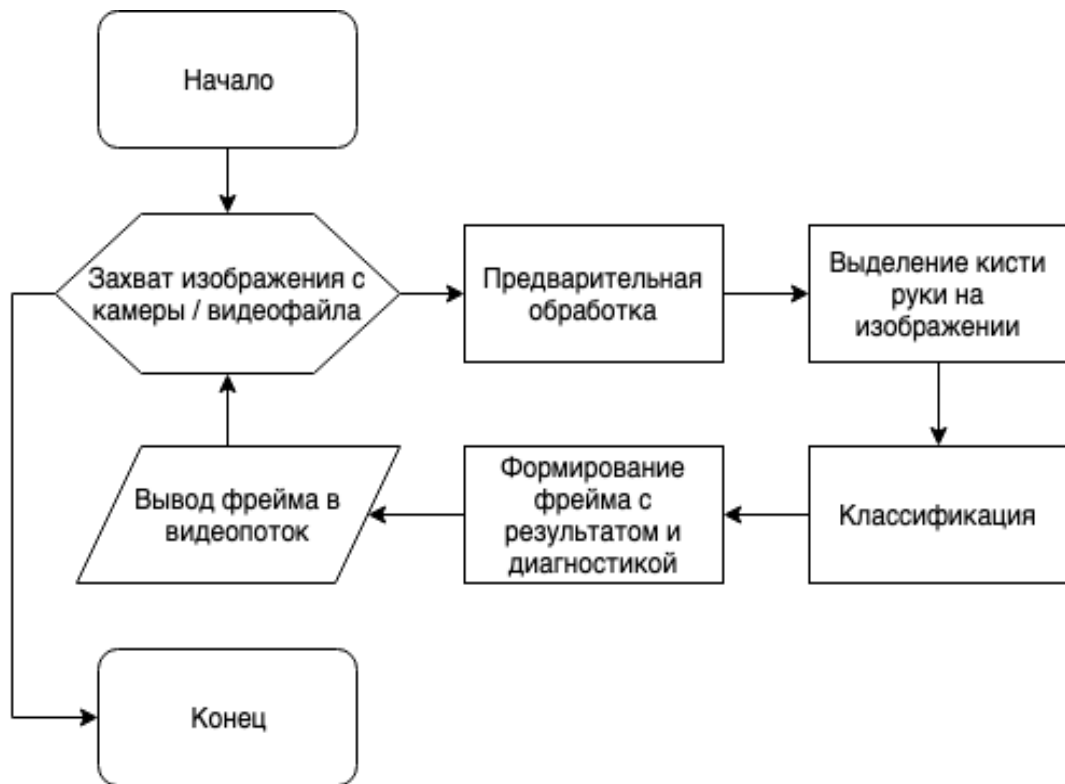 Начало
Захват изображения с
камеры / видеофайла
Предварительная
обработка
Выделение кисти
руки на
изображении
Классификация
Формирование
фрейма с
результатом и
диагностикой
Вывод фрейма в
видеопоток
Конец